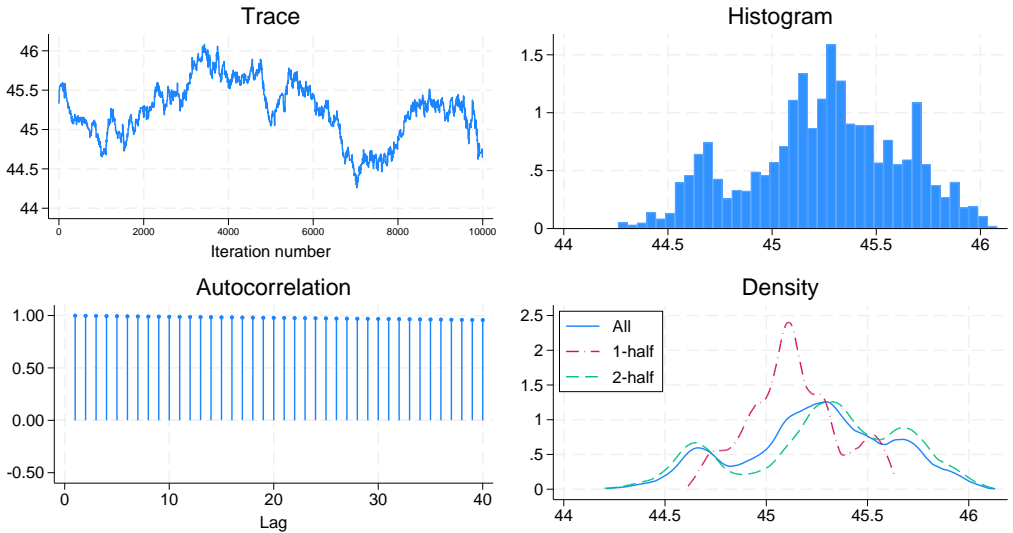 Trace
46
45.5
45
44.5
44
0 2000 4000 6000 8000 10000
Iteration number
Histogram
1.5
1
.5
0
44 44.5 45 45.5 46
Autocorrelation
1.00
0.50
0.00
-0.50
0 10 20 30 40
Lag
Density
2.5
2
1.5
1
.5
0
All
1-half
2-half
44 44.5 45 45.5 46